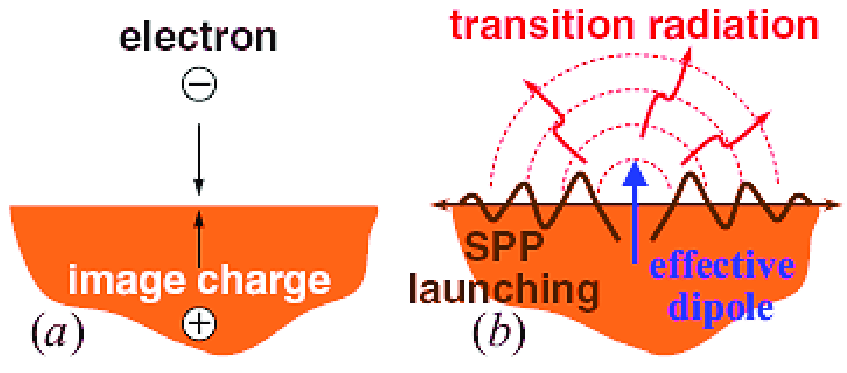 electron
−
image charge
+
(a)
transition radiation
SPP
launching
effective
dipole
(b)